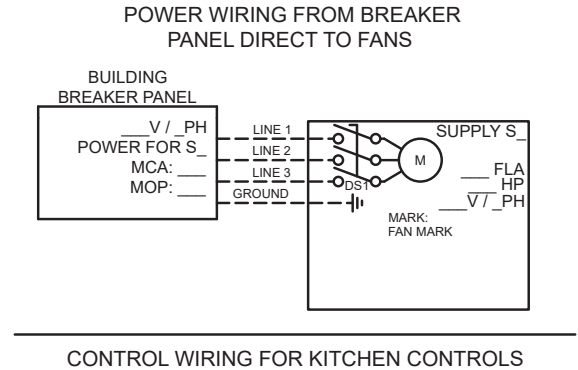 POWER WIRING FROM BREAKER
PANEL DIRECT TO FANS
BUILDING
BREAKER PANEL
___V / _PH
POWER FOR S_
MCA: ___
MOP: ___
LINE 1
LINE 2
LINE 3
GROUND
DS1
M
SUPPLY S_
___ FLA
___ HP
___V / _PH
MARK:
FAN MARK
CONTROL WIRING FOR KITCHEN CONTROLS